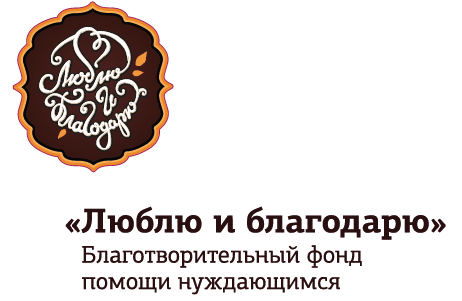 Люблю
и
благодарю
«Люблю и благодарю»
Благотворительный фонд
помощи нуждающимся